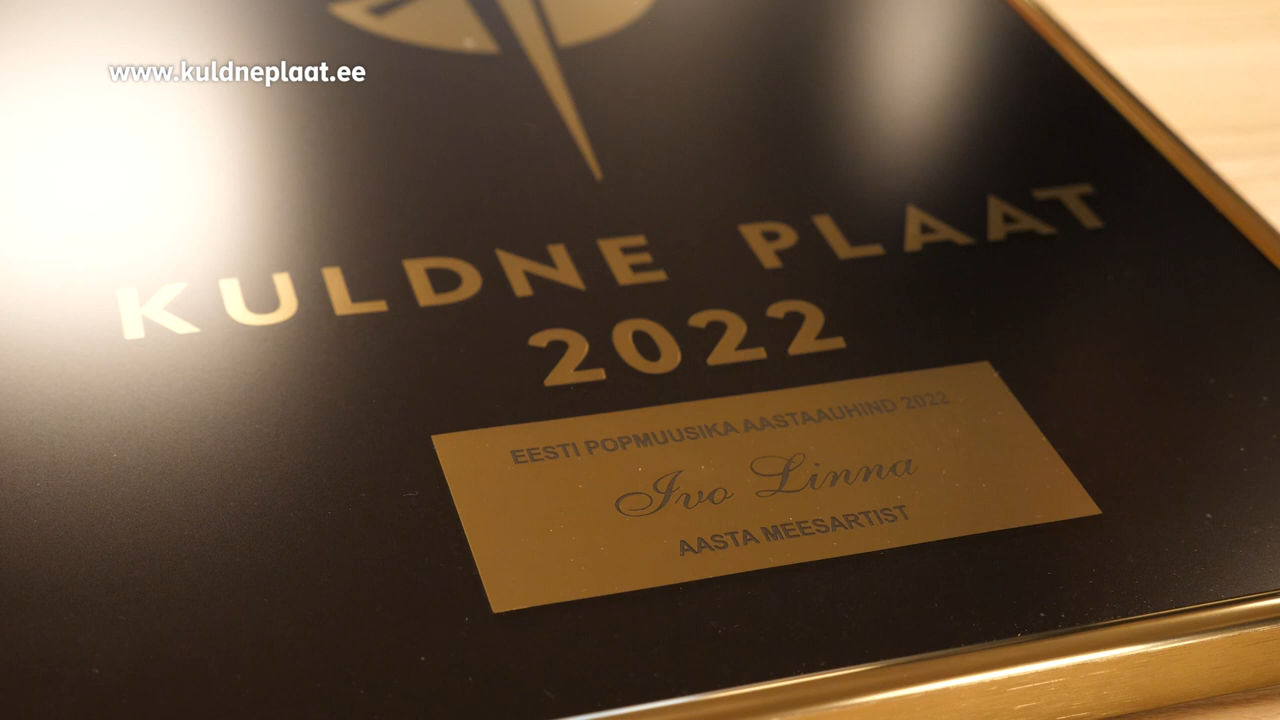 www.kuldneplaat.ee
KULDNE PLAAT
2022
EESTI POPMUUSIKA AASTAAUHIND 2022
Ivo Linna
AASTA MEESARTIST